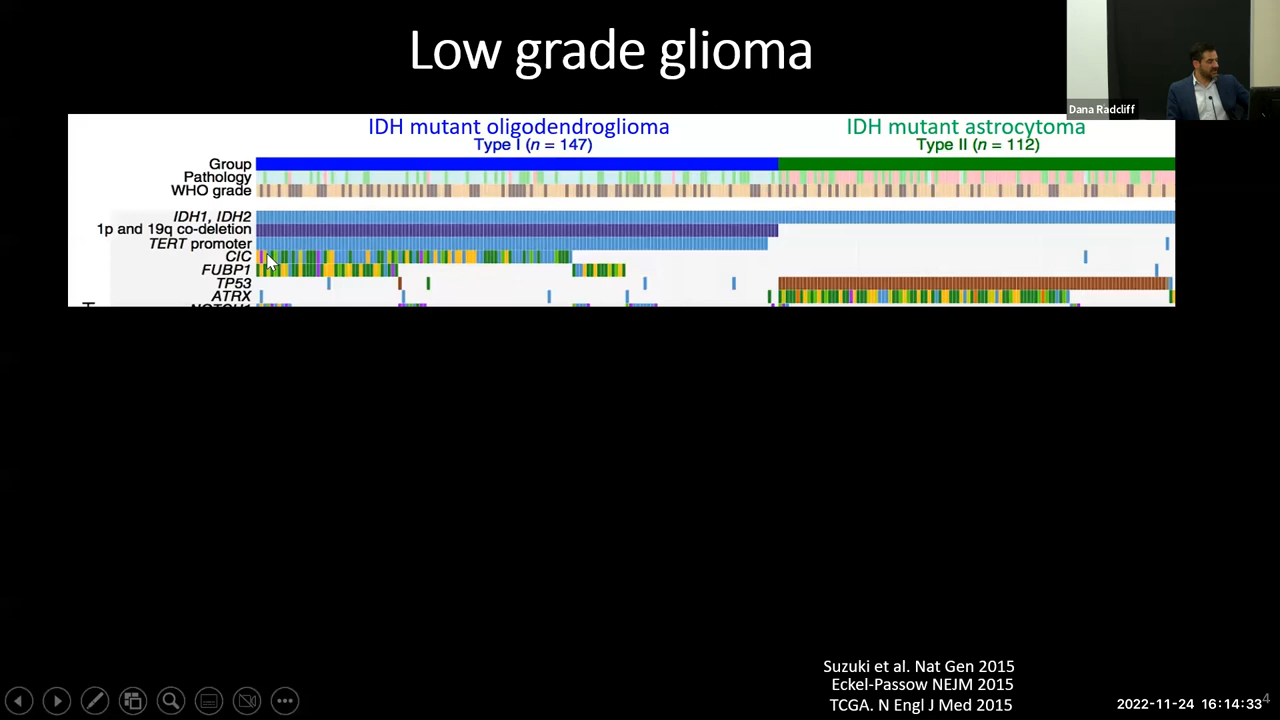 Low grade glioma
Dana Radcliff
IDH mutant oligodendroglioma
IDH mutant astrocytoma
Type I (n = 147)
Type II (n = 112)
Group
Pathology
WHO grade
IDH1, IDH2
1p and 19q co-deletion
TERT promoter
CIC
FUBP1
TP53
ATRX
Suzuki et al. Nat Gen 2015
Eckel-Passow NEJM 2015
TCGA. N Engl J Med 2015
2022-11-24 16:14:33
4